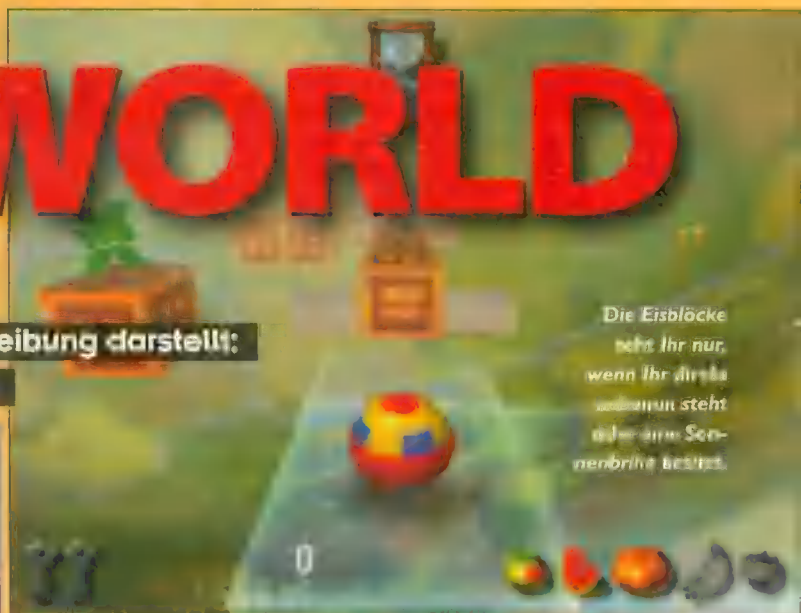 WORLD
eibung darstellt:
Die Eisblöcke
seht Ihr nur,
wenn Ihr direkt
steht
oder eine Son-
nenbrille besitzt.
0